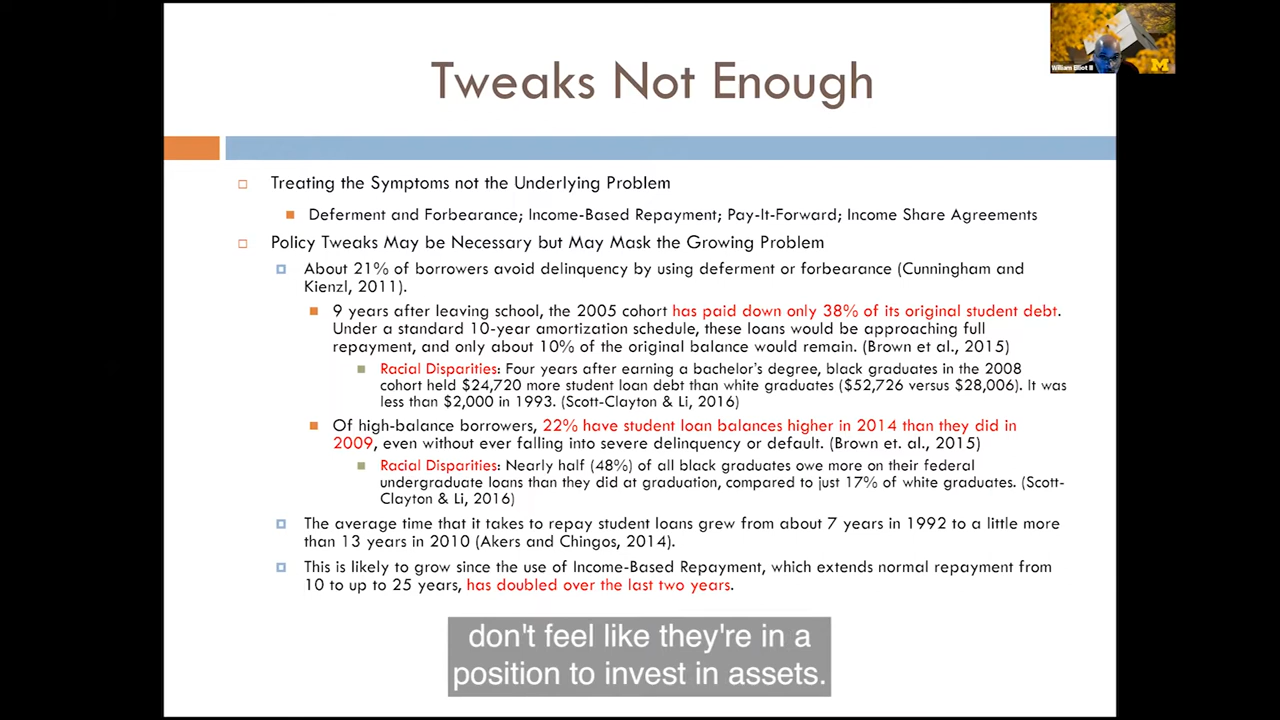 William Elliot II
M
Tweaks Not Enough
Treating the Symptoms not the Underlying Problem
Deferment and Forbearance; Income-Based Repayment; Pay-It-Forward; Income Share Agreements
Policy Tweaks May be Necessary but May Mask the Growing Problem
About 21% of borrowers avoid delinquency by using deferment or forbearance (Cunningham and
Kienzl, 2011).
9 years after leaving school, the 2005 cohort has paid down only 38% of its original student debt.
Under a standard 10-year amortization schedule, these loans would be approaching full
repayment, and only about 10% of the original balance would remain. (Brown et al., 2015)
Racial Disparities: Four years after earning a bachelor's degree, black graduates in the 2008
cohort held $24,720 more student loan debt than white graduates ($52,726 versus $28,006). It was
less than $2,000 in 1993. (Scott-Clayton & Li, 2016)
Of high-balance borrowers, 22% have student loan balances higher in 2014 than they did in
2009, even without ever falling into severe delinquency or default. (Brown et. al., 2015)
Racial Disparities: Nearly half (48%) of all black graduates owe more on their federal
undergraduate loans than they did at graduation, compared to just 17% of white graduates. (Scott-
Clayton & Li, 2016)
The average time that it takes to repay student loans grew from about 7 years in 1992 to a little more
than 13 years in 2010 (Akers and Chingos, 2014).
This is likely to grow since the use of Income-Based Repayment, which extends normal repayment from
10 to up to 25 years, has doubled over the last two years.
don't feel like they're in a
position to invest in assets.